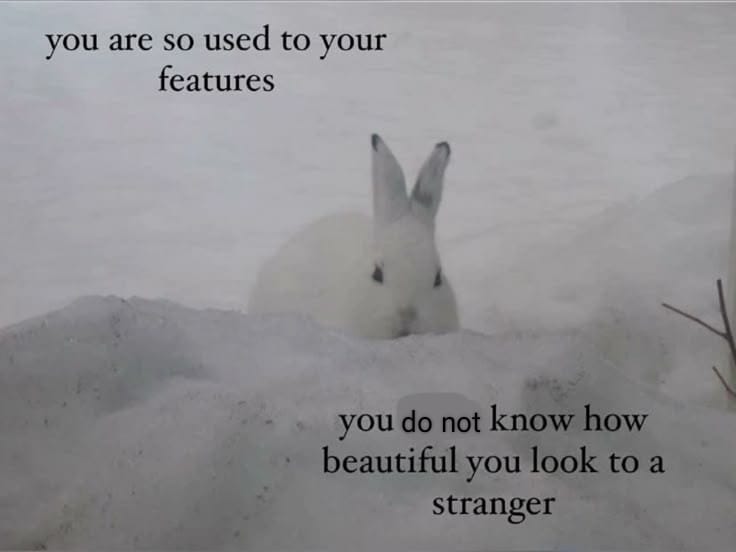 you are so used to your
features
you do not know how
beautiful you look to a
stranger